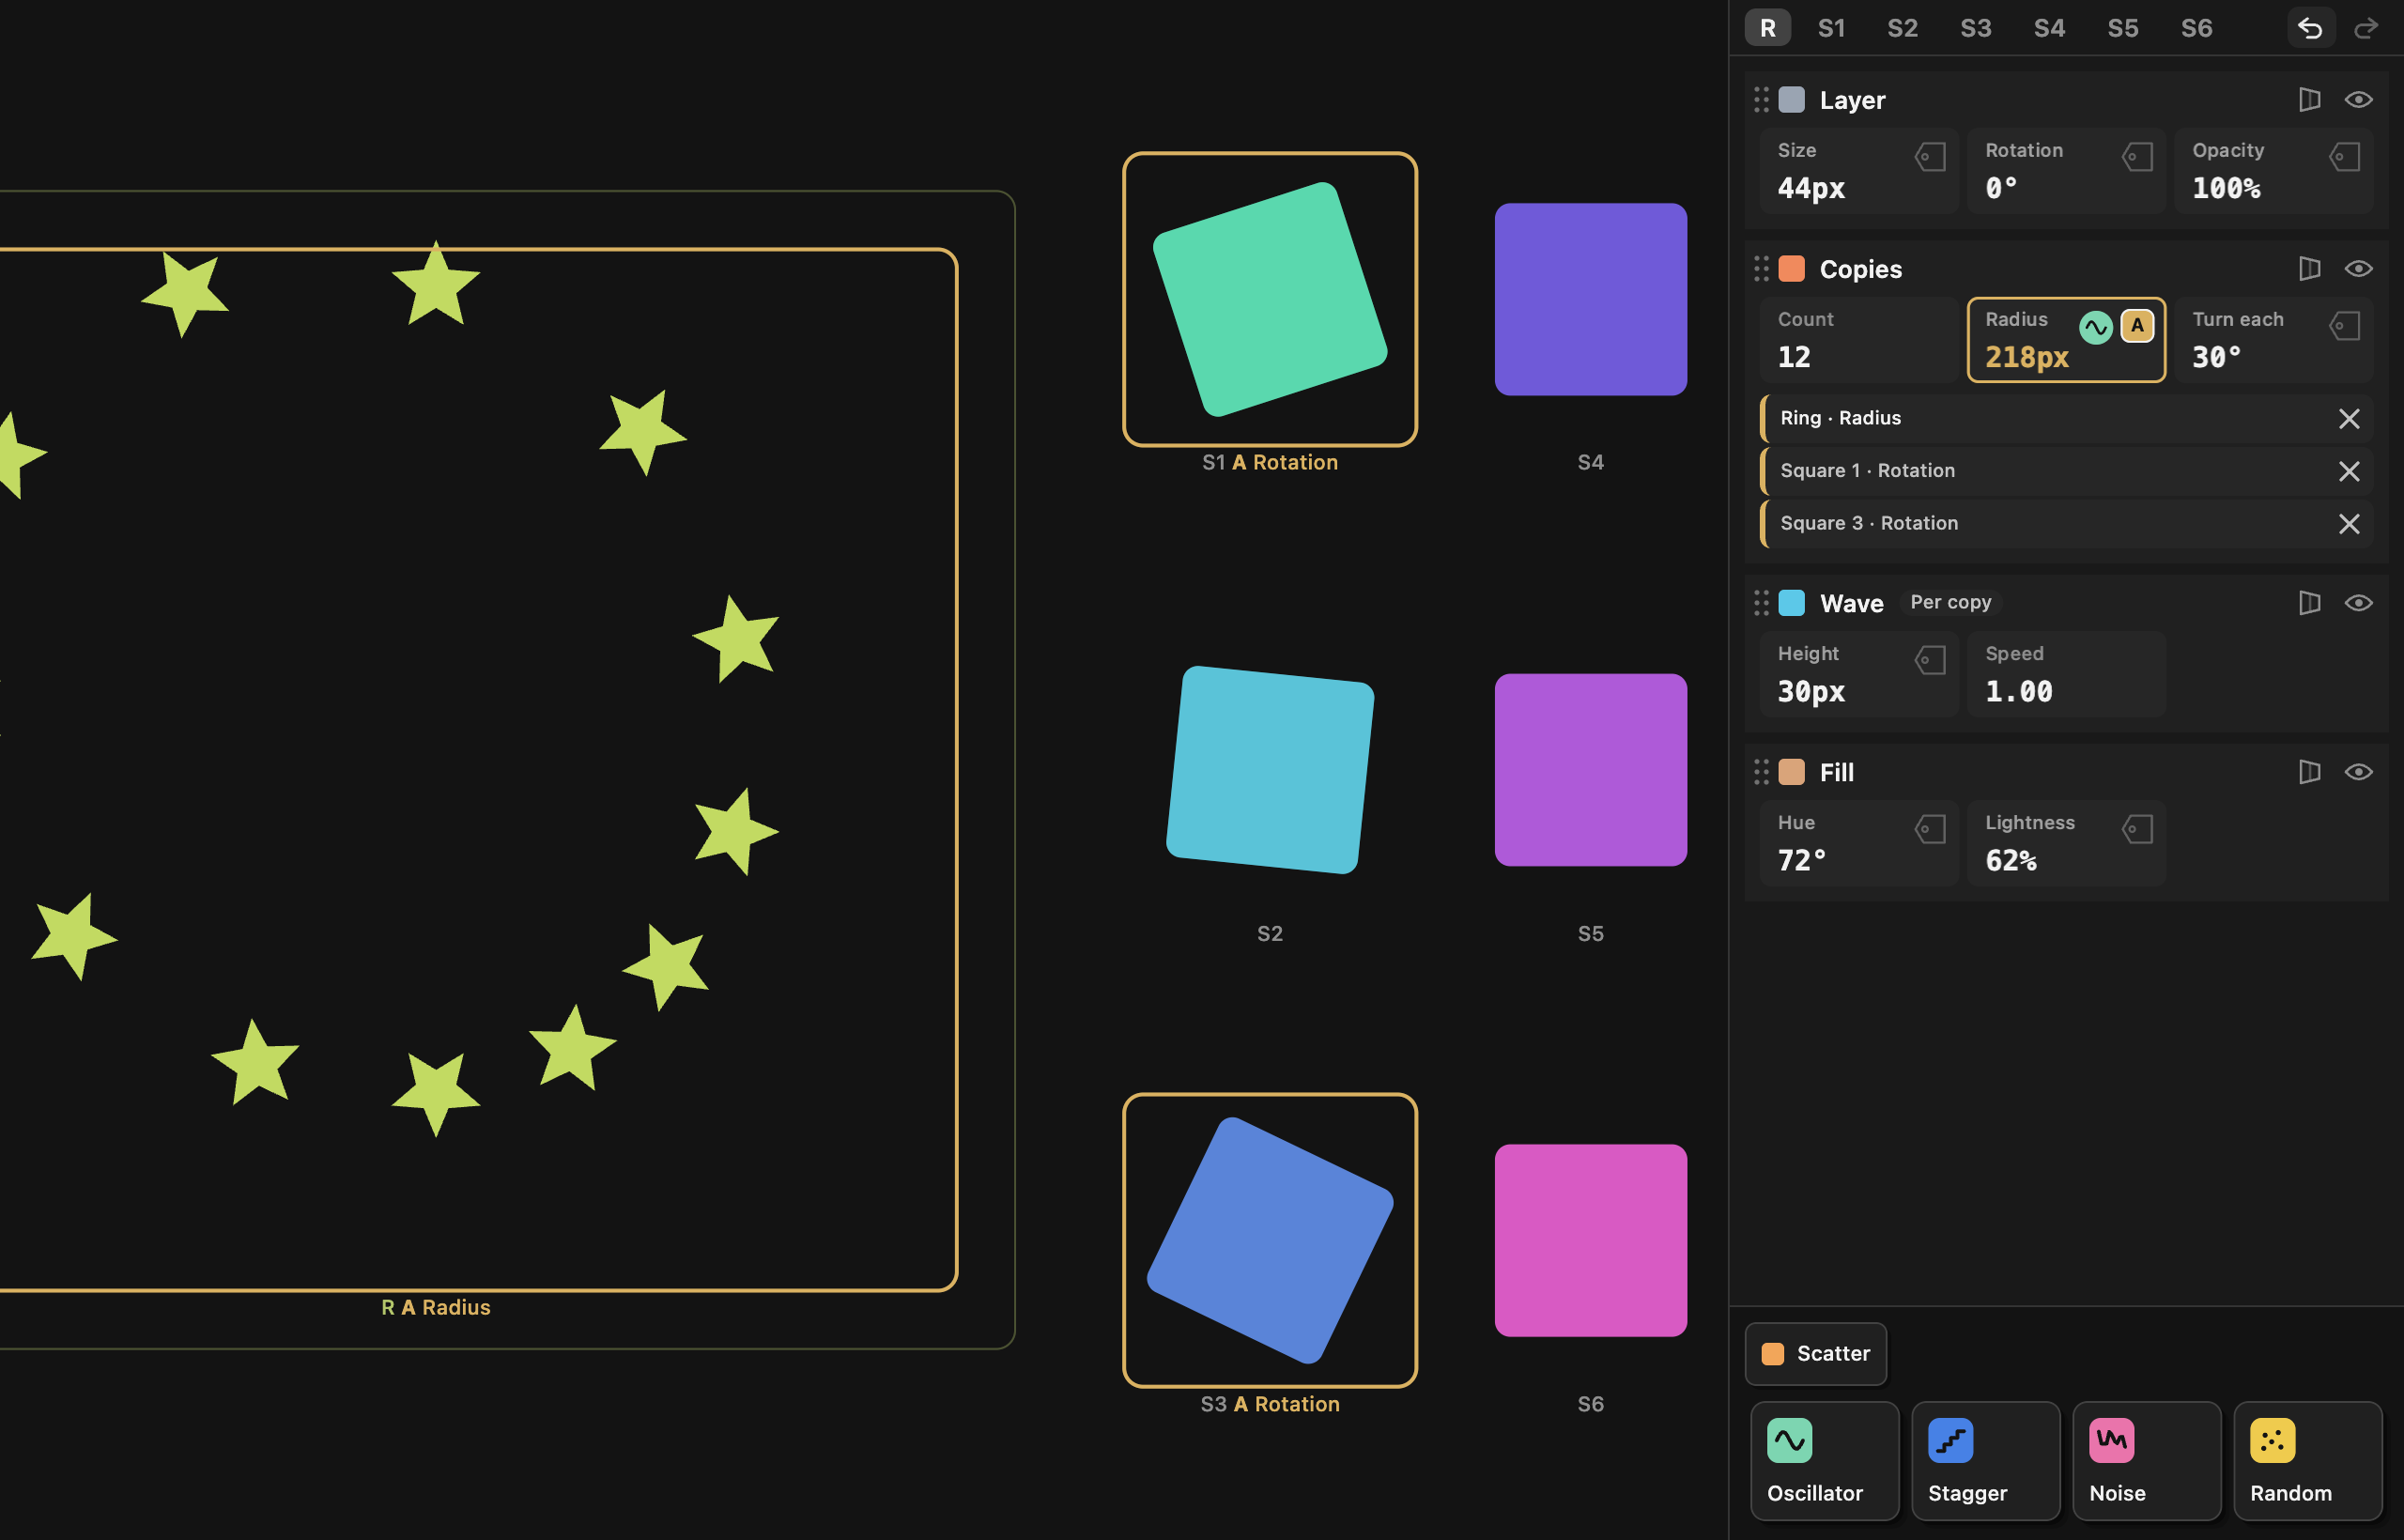 R S1 S2 S3 S4 S5 S6
Layer
Size Rotation Opacity
44px 0° 100%
Copies
Count Radius A Turn each
12 218px 30°
Ring · Radius
Square 1 · Rotation
Square 3 · Rotation
Wave Per copy
Height Speed
30px 1.00
Fill
Hue Lightness
72° 62%
S1 A Rotation
S4
S2
S5
R A Radius
S3 A Rotation
S6
Scatter
Oscillator Stagger Noise Random